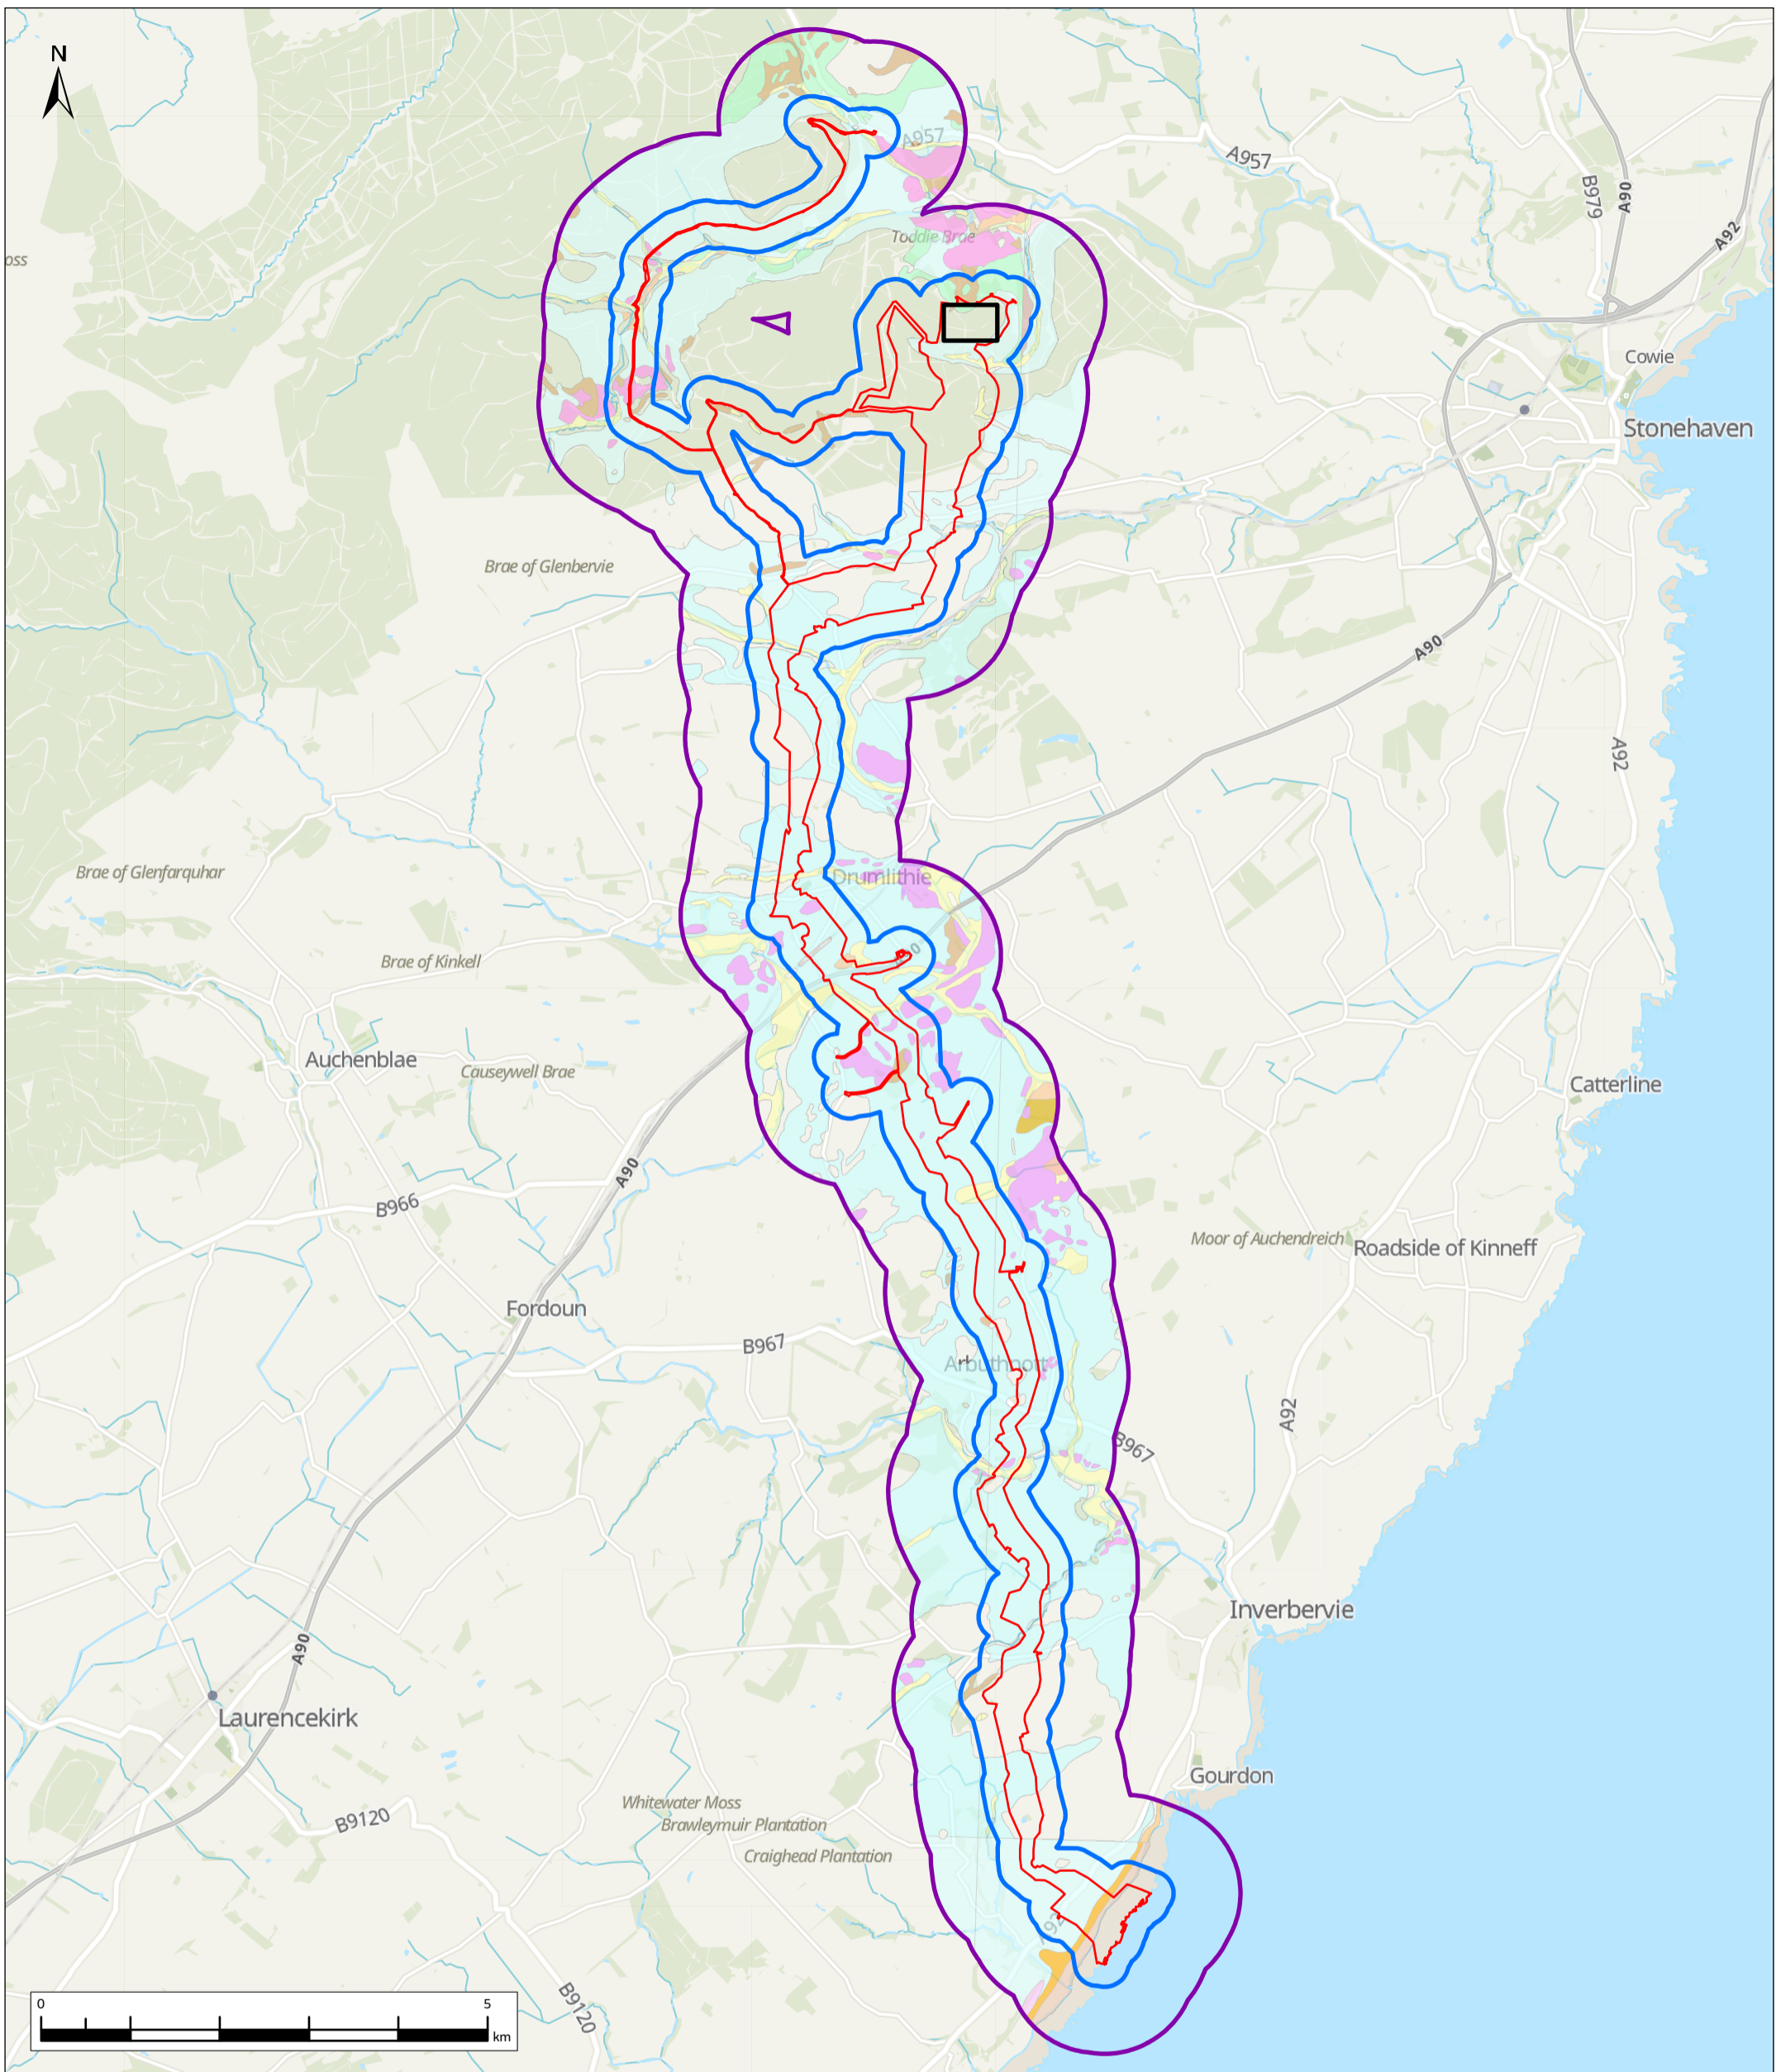 N
A957
A957
B979
A90
A92
Toddie Brae
oss
Cowie
Stonehaven
Brae of Glenbervie
A90
A92
Brae of Glenfarquhar
Drumlithie
Brae of Kinkell
Auchenblae
Causeywell Brae
Catterline
A90
B966
Moor of Auchendreich
Roadside of Kinneff
Fordoun
B967
Arbuthnott
A92
B967
Inverbervie
A90
Laurencekirk
Gourdon
Whitewater Moss
B9120
Brawleymuir Plantation
Craighead Plantation
B9120
0
5
km